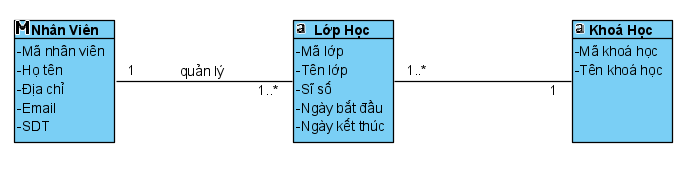 M Nhân Viên
-Mã nhân viên
-Họ tên
-Địa chỉ
-Email
-SDT
1
quản lý
1..*
a Lớp Học
-Mã lớp
-Tên lớp
-Sĩ số
-Ngày bắt đầu
-Ngày kết thúc
1..*
1
a Khoá Học
-Mã khoá học
-Tên khoá học